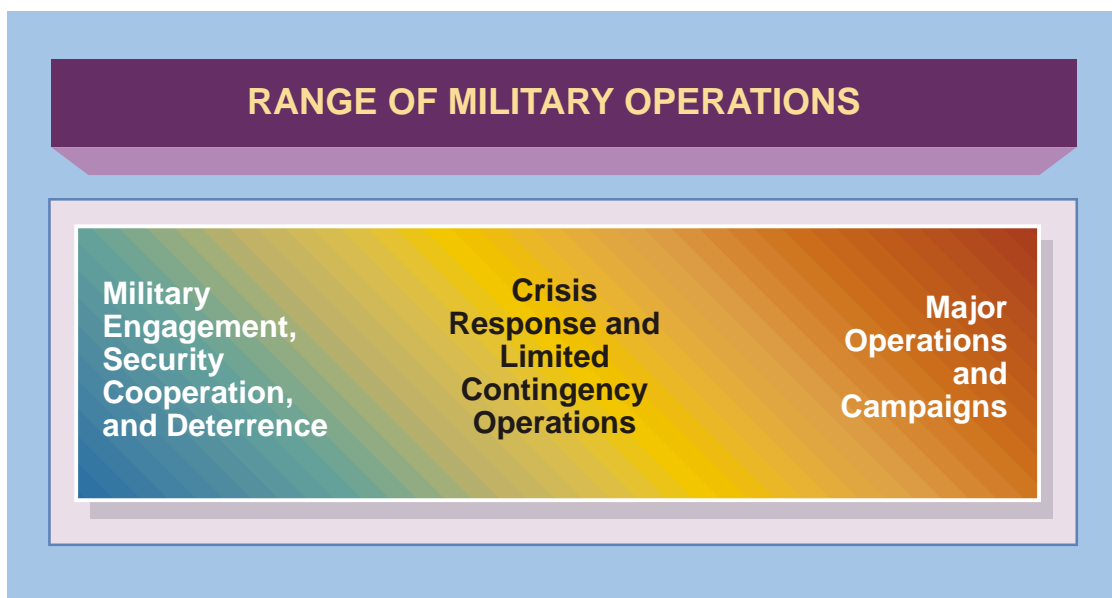 RANGE OF MILITARY OPERATIONS
Military
Engagement,
Security
Cooperation,
and Deterrence
Crisis
Response and
Limited
Contingency
Operations
Major
Operations
and
Campaigns